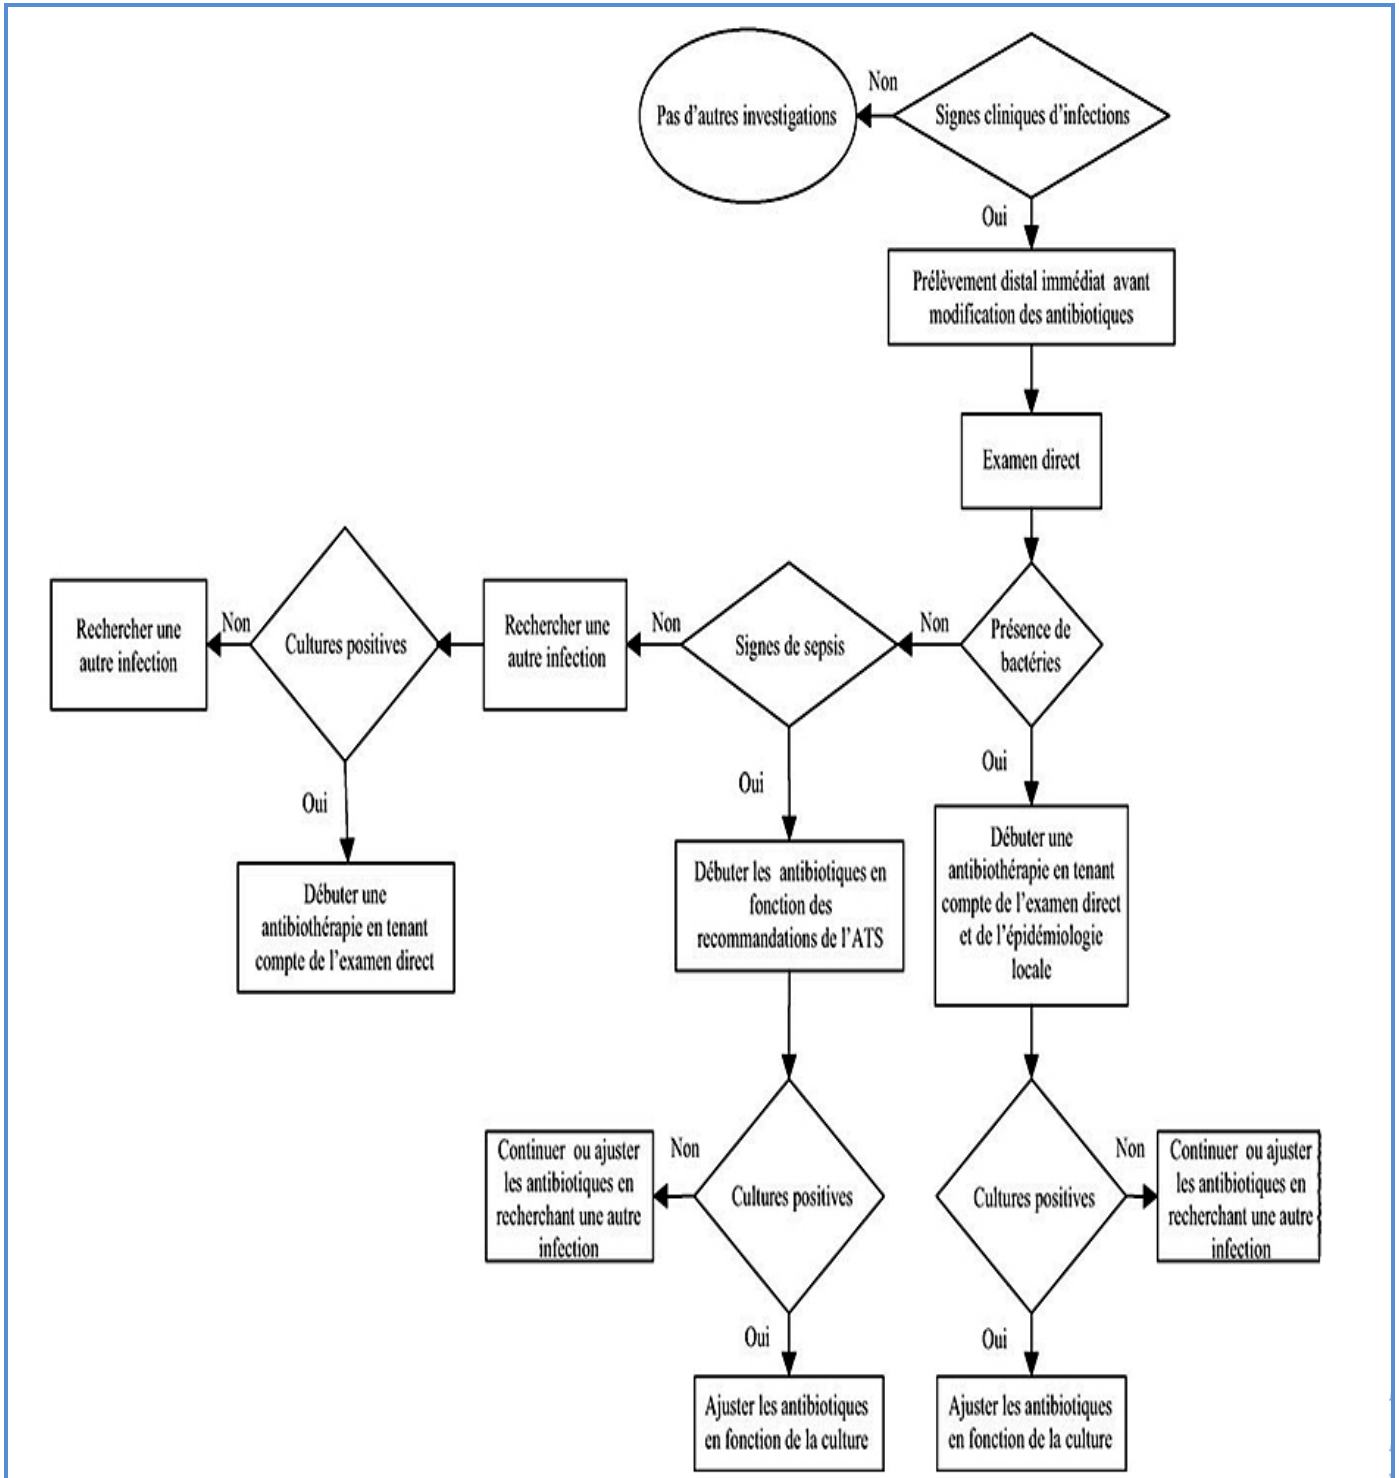 Pas d'autres investigations
Non
Signes cliniques d'infections
Oui
Prélèvement distal immédiat avant
modification des antibiotiques
Examen direct
Présence de
bactéries
Non
Signes de sepsis
Non
Rechercher une
autre infection
Cultures positives
Non
Rechercher une
autre infection
Oui
Débuter une
antibiothérapie en tenant
compte de l'examen direct
Oui
Débuter les antibiotiques en
fonction des
recommandations de l'ATS
Oui
Débuter une
antibiothérapie en tenant
compte de l'examen direct
et de l'épidémiologie
locale
Continuer ou ajuster
les antibiotiques en
recherchant une autre
infection
Non
Cultures positives
Cultures positives
Non
Continuer ou ajuster
les antibiotiques en
recherchant une autre
infection
Oui
Ajuster les antibiotiques
en fonction de la culture
Oui
Ajuster les antibiotiques
en fonction de la culture